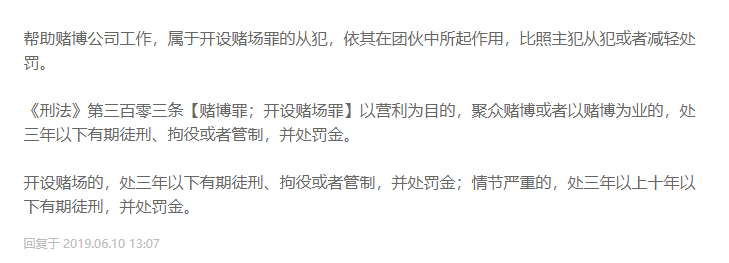 帮助赌博公司工作，属于开设赌场罪的从犯，依其在团伙中所起作用，比照主犯从犯或者减轻处
罚。
《刑法》第三百零三条【赌博罪；开设赌场罪】以营利为目的，聚众赌博或者以赌博为业的，处
三年以下有期徒刑、拘役或者管制，并处罚金。
开设赌场的，处三年以下有期徒刑、拘役或者管制，并处罚金；情节严重的，处三年以上十年以
下有期徒刑，并处罚金。
回复于 2019.06.10 13:07